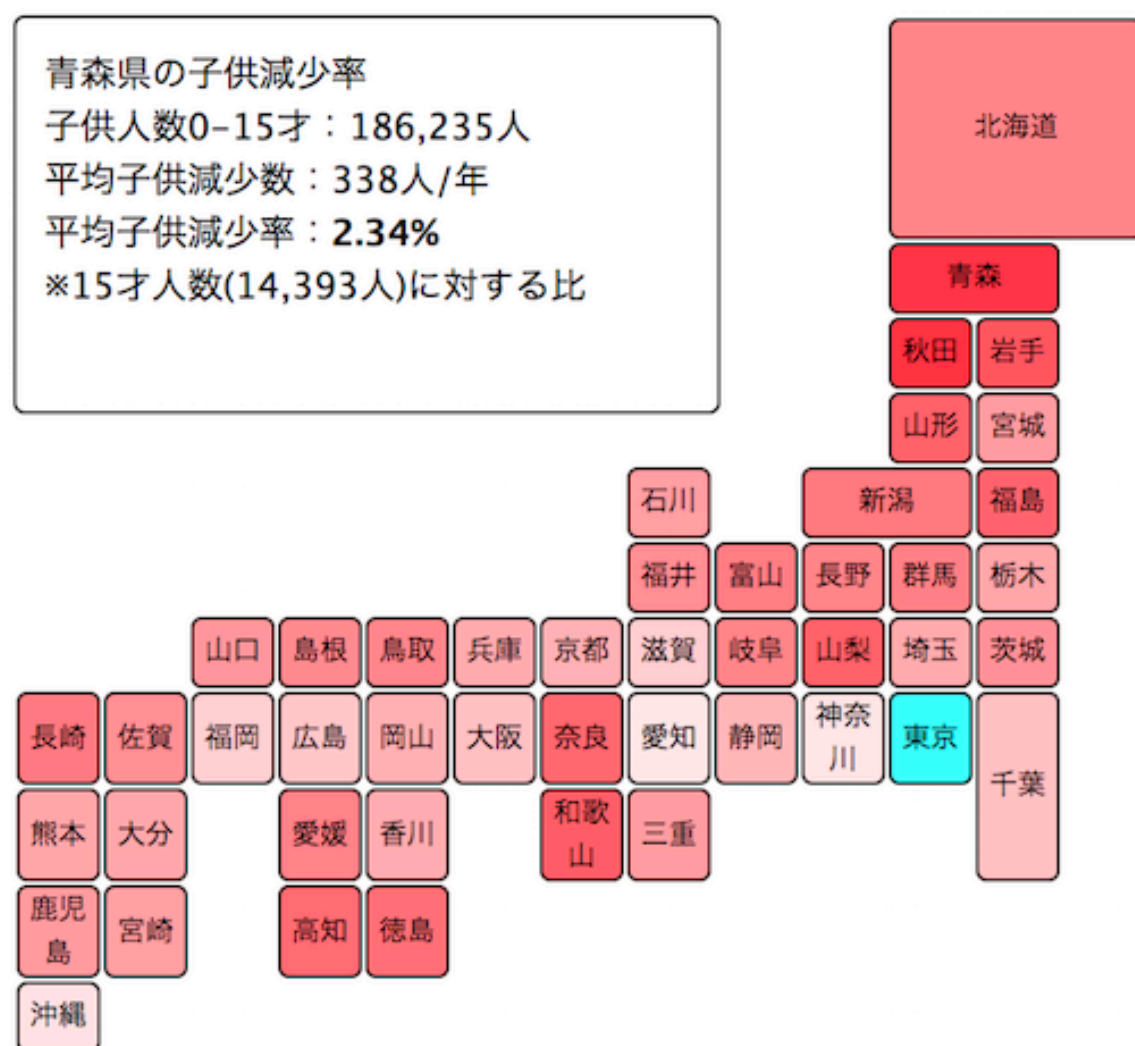 青森県の子供減少率
子供人数0–15才：186,235人
平均子供減少数：338人/年
平均子供減少率：2.34%
※15才人数(14,393人)に対する比
北海道
青森
秋田 岩手
山形 宮城
石川 新潟 福島
福井 富山 長野 群馬 栃木
山口 島根 鳥取 兵庫 京都 滋賀 岐阜 山梨 埼玉 茨城
長崎 佐賀 福岡 広島 岡山 大阪 奈良 愛知 静岡 神奈
川 東京
千葉
熊本 大分 愛媛 香川 和歌
山 三重
鹿児
島 宮崎 高知 徳島
沖縄